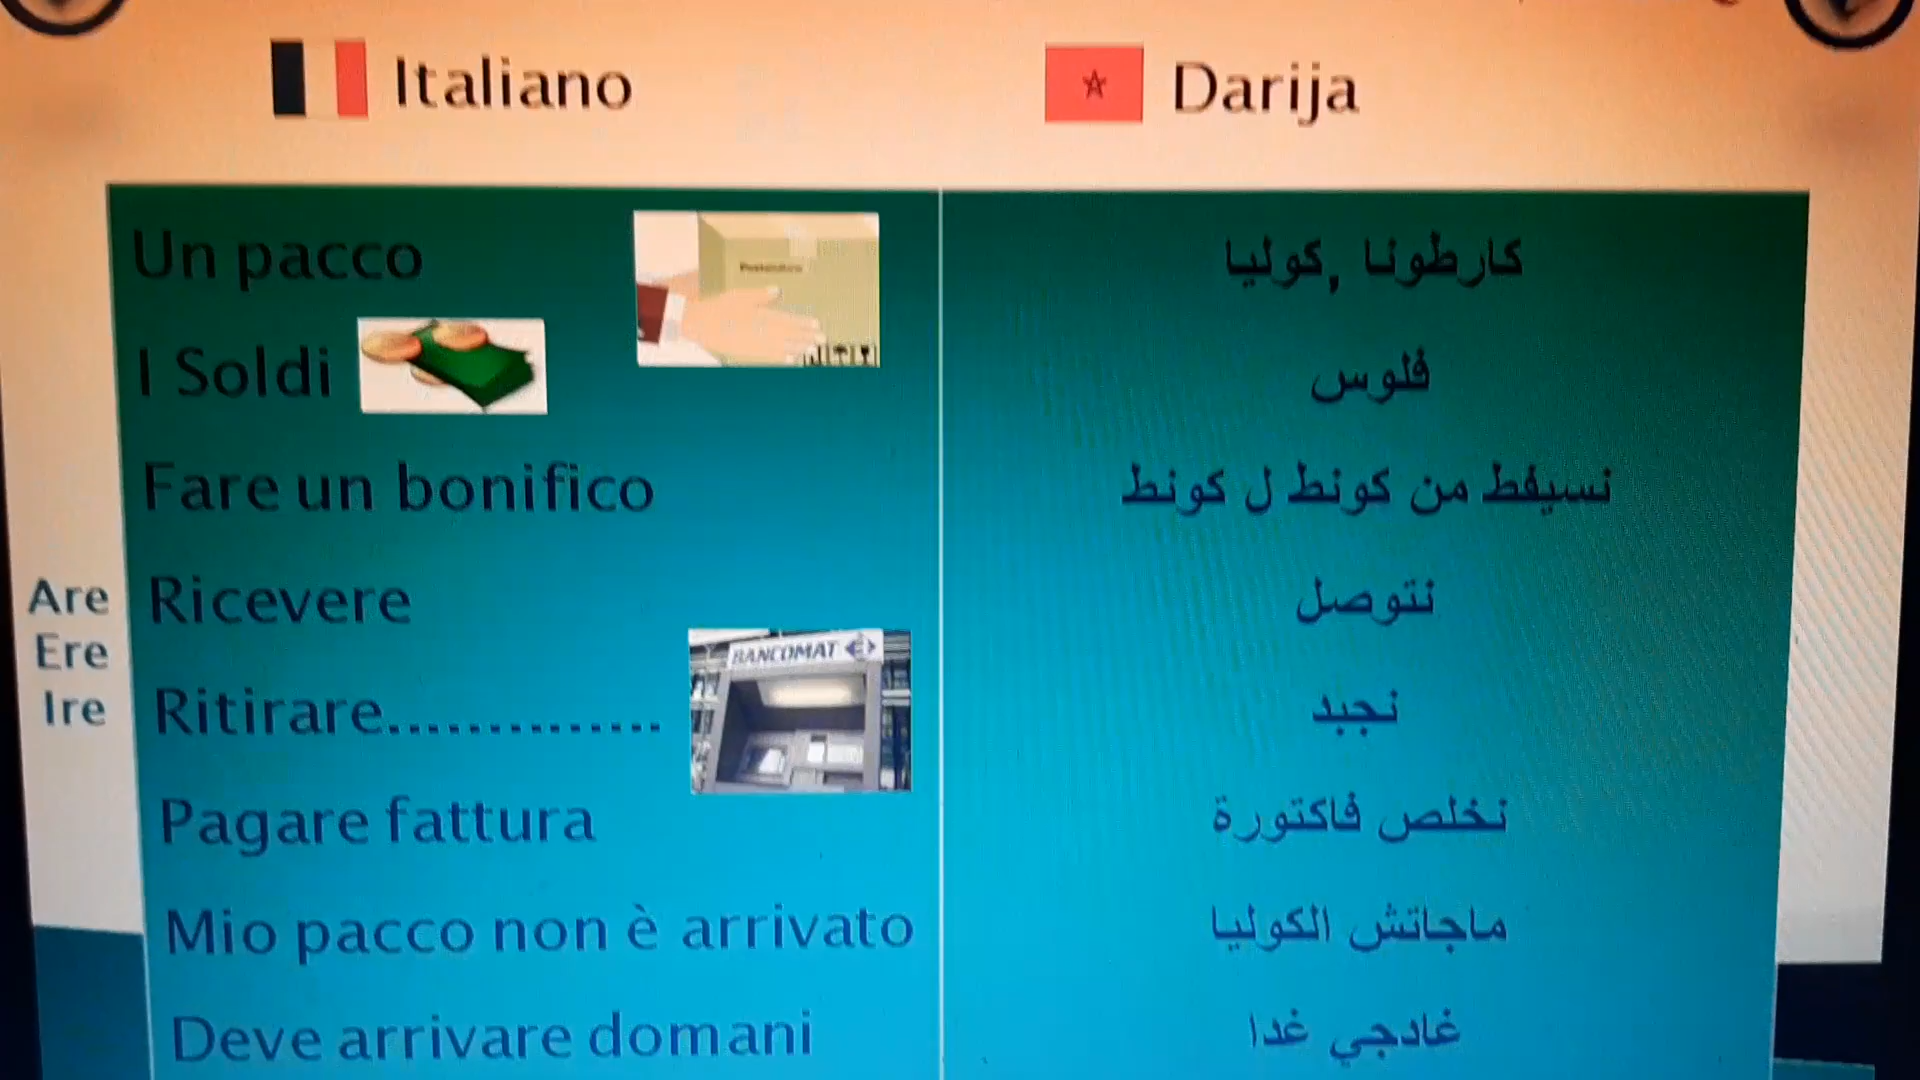 Italiano
Darija
Un pacco
كارطونا ,كوليا
I Soldi
فلوس
Fare un bonifico
نسيفط من كونط ل كونط
Are
Ere
Ire
Ricevere
نتوصل
BANCOMAT
Ritirare..............
نجبد
Pagare fattura
نخلص فاكتورة
Mio pacco non è arrivato
ماجاتش الكوليا
Deve arrivare domani
غادجي غدا